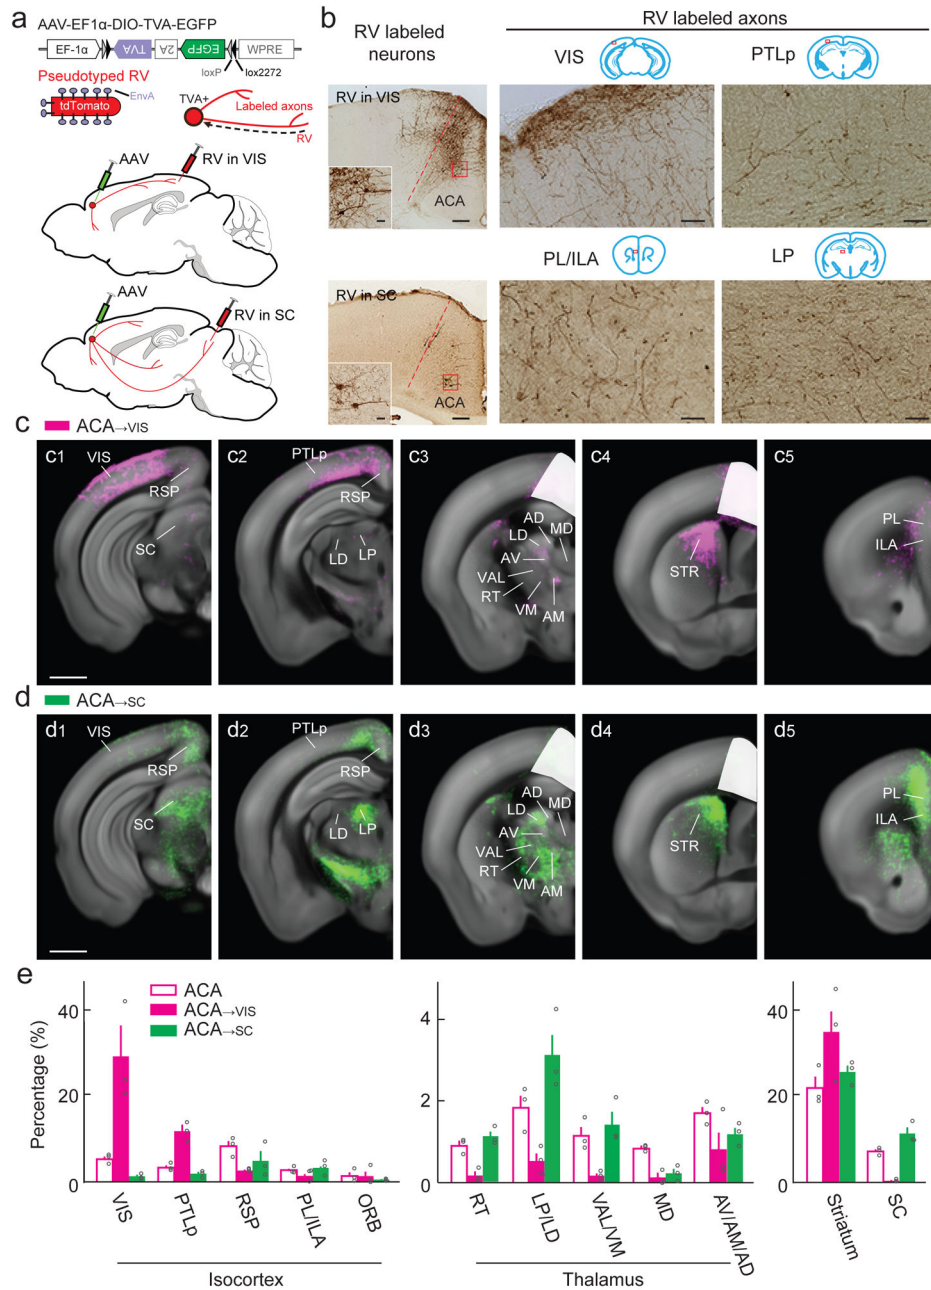 a
AAV-EF1α-DIO-TVA-EGFP
EF-1α TVA 2A EGFP WPRE
loxP lox2272
Pseudotyped RV
EnvA
tdTomato
TVA+
Labeled axons
RV
AAV
RV in VIS
AAV
RV in SC
b
RV labeled
neurons
RV labeled axons
VIS
PTLp
RV in VIS
ACA
PL/ILA
LP
RV in SC
ACA
c ACA→VIS
c1
VIS
RSP
SC
c2
PTLp
RSP
LD
LP
c3
AD
MD
LD
AV
VAL
RT
VM
AM
c4
STR
c5
PL
ILA
d ACA→SC
d1
VIS
RSP
SC
d2
PTLp
RSP
LD
LP
d3
AD
MD
LD
AV
VAL
RT
VM
AM
d4
STR
d5
PL
ILA
e
ACA
ACA→VIS
ACA→SC
Percentage (%)
40
20
0
VIS
PTLp
RSP
PL/ILA
ORB
Isocortex
4
2
0
RT
LP/LD
VAL/VM
MD
AV/AM/AD
Thalamus
40
20
0
Striatum
SC